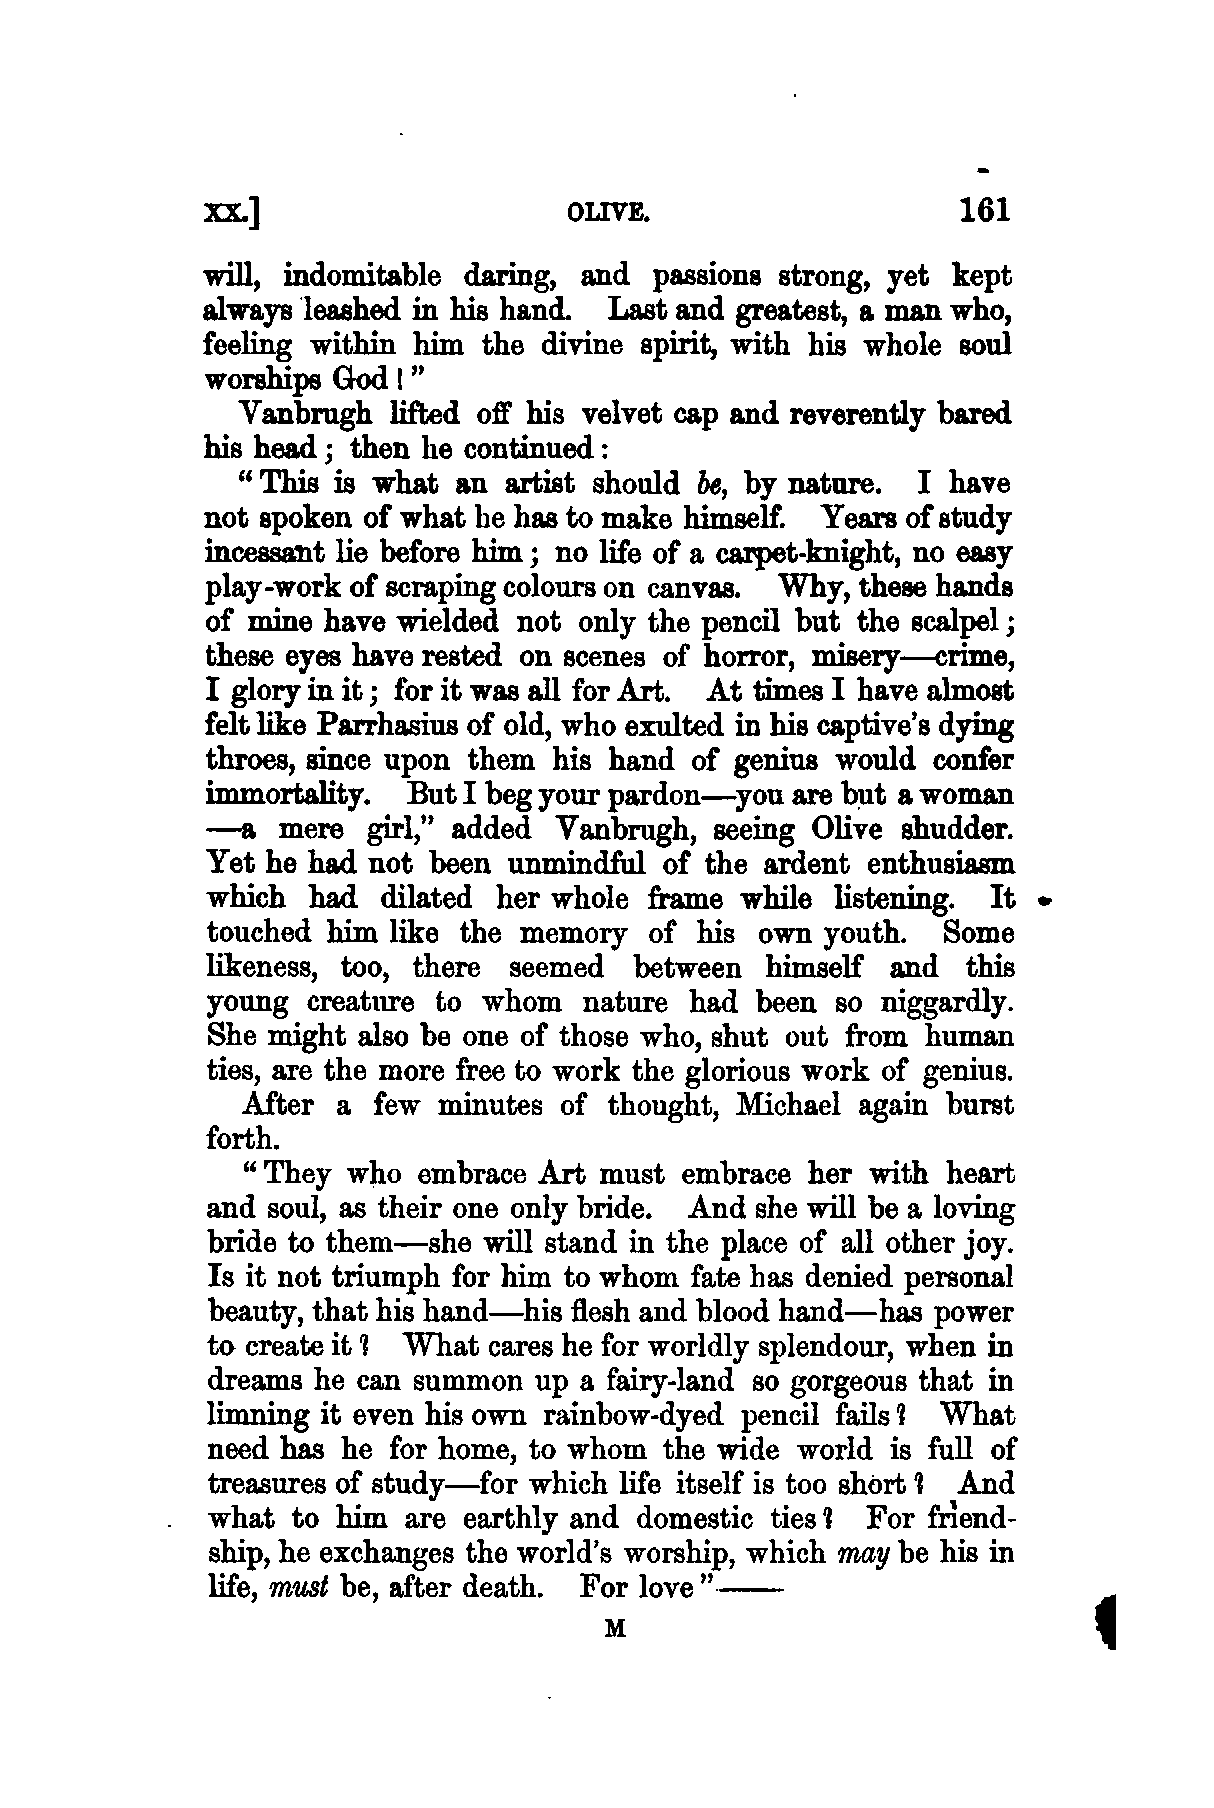 XX.] OLIVE. 161
will, indomitable daring, and passions strong, yet kept
always leashed in his hand. Last and greatest, a man who,
feeling within him the divine spirit, with his whole soul
worships God!"
Vanbrugh lifted off his velvet cap and reverently bared
his head; then he continued:
"This is what an artist should be, by nature. I have
not spoken of what he has to make himself. Years of study
incessant lie before him; no life of a carpet-knight, no easy
play-work of scraping colours on canvas. Why, these hands
of mine have wielded not only the pencil but the scalpel;
these eyes have rested on scenes of horror, misery—crime,
I glory in it; for it was all for Art. At times I have almost
felt like Parrhasius of old, who exulted in his captive's dying
throes, since upon them his hand of genius would confer
immortality. But I beg your pardon—you are but a woman
—a mere girl," added Vanbrugh, seeing Olive shudder.
Yet he had not been unmindful of the ardent enthusiasm
which had dilated her whole frame while listening. It
touched him like the memory of his own youth. Some
likeness, too, there seemed between himself and this
young creature to whom nature had been so niggardly.
She might also be one of those who, shut out from human
ties, are the more free to work the glorious work of genius.
After a few minutes of thought, Michael again burst
forth.
"They who embrace Art must embrace her with heart
and soul, as their one only bride. And she will be a loving
bride to them—she will stand in the place of all other joy.
Is it not triumph for him to whom fate has denied personal
beauty, that his hand—his flesh and blood hand—has power
to create it? What cares he for worldly splendour, when in
dreams he can summon up a fairy-land so gorgeous that in
limning it even his own rainbow-dyed pencil fails? What
need has he for home, to whom the wide world is full of
treasures of study—for which life itself is too short? And
what to him are earthly and domestic ties? For friend-
ship, he exchanges the world's worship, which may be his in
life, must be, after death. For love"——
M